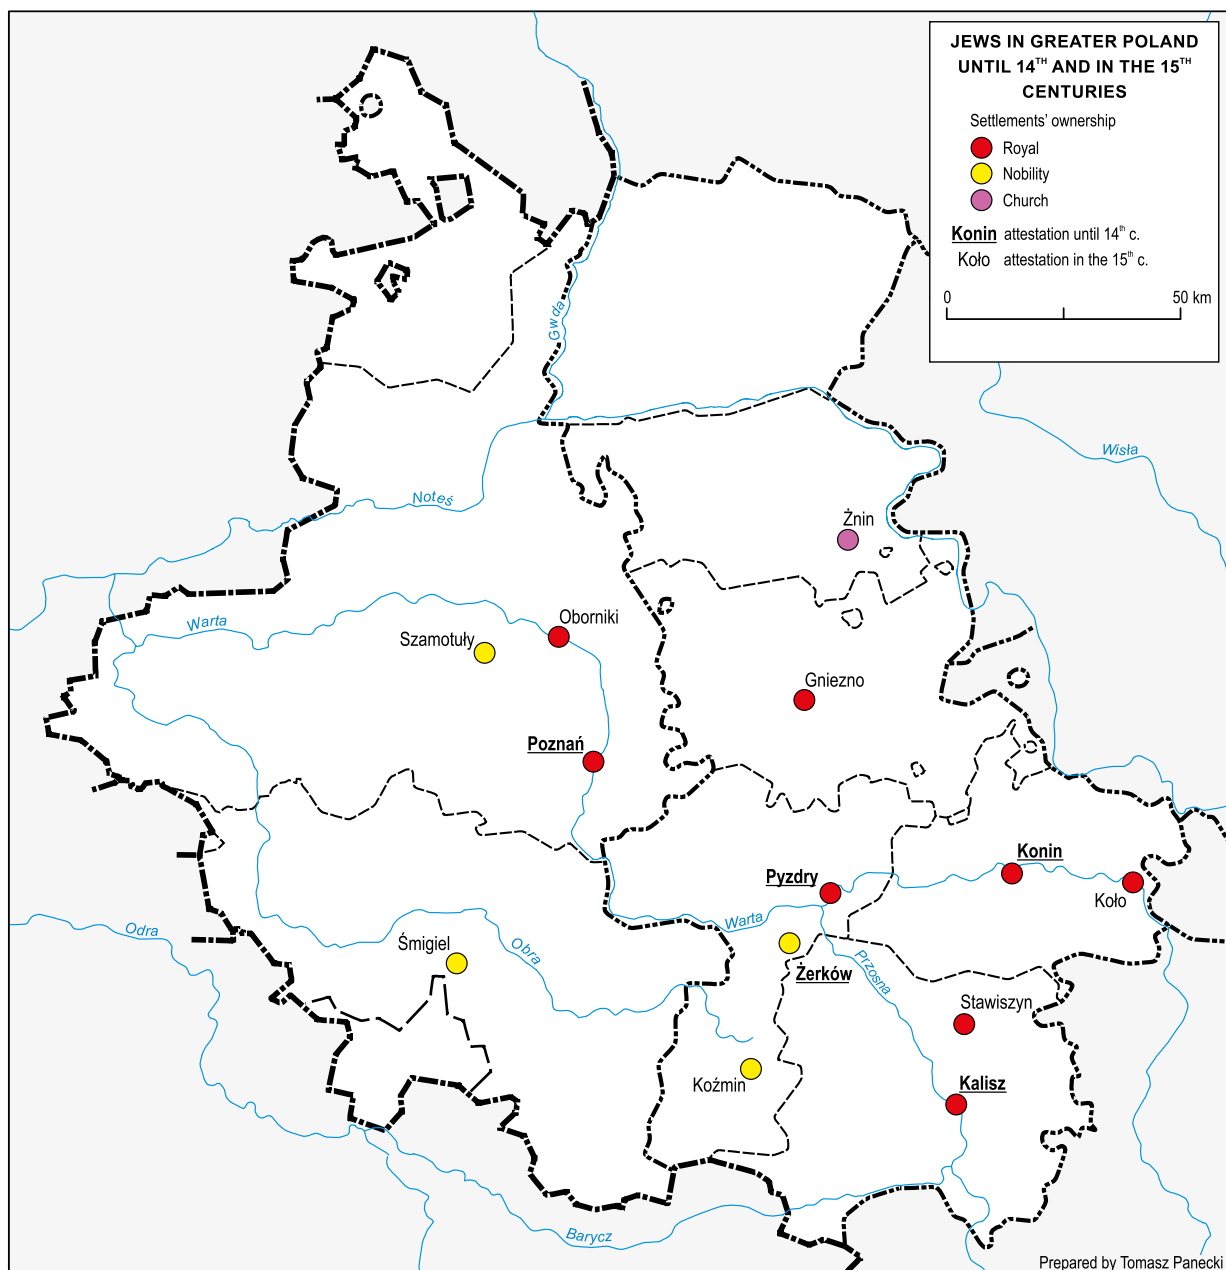 JEWS IN GREATER POLAND
UNTIL 14TH AND IN THE 15TH
CENTURIES
Settlements' ownership
Royal
Nobility
Church
Konin attestation until 14th c.
Koło attestation in the 15th c.
0 50 km
Gwda
Wisła
Noteś
Żnin
Warta
Oborniki
Szamotuły
Gniezno
Poznań
Konin
Pyzdry
Koło
Warta
Odra
Śmigiel
Obra
Żerków
Przosna
Stawiszyn
Koźmin
Kalisz
Barycz
Prepared by Tomasz Panecki